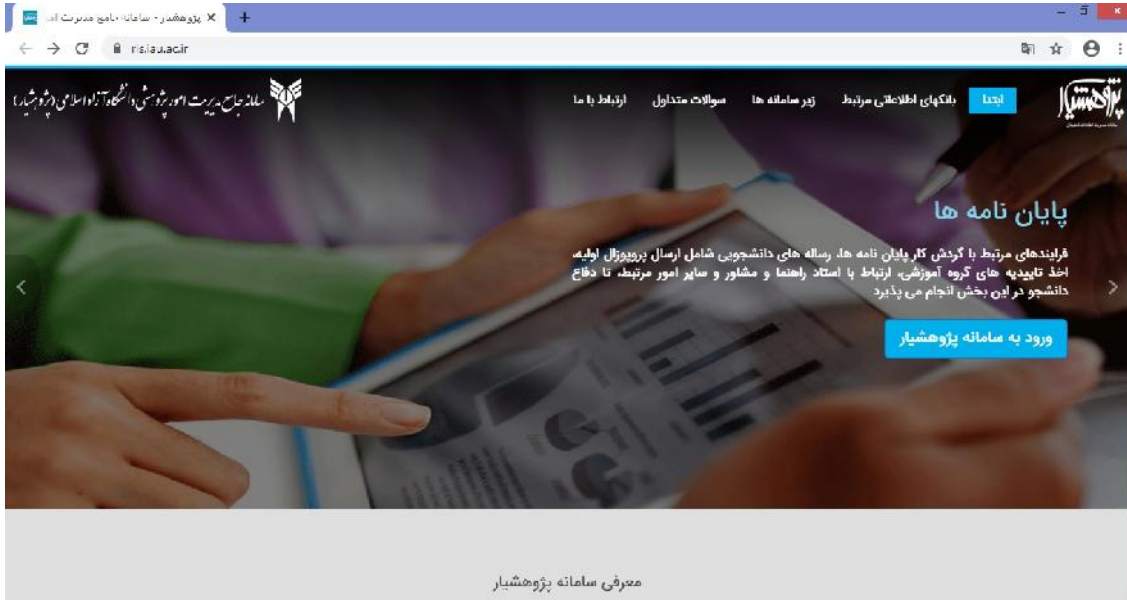 پژوهشیار - سامانه جامع مدیریت امو
ris.iau.ac.ir
پژوهشیار
ابتدا
بانکهای اطلاعاتی مرتبط
زیر سامانه ها
سوالات متداول
ارتباط با ما
سامانه جامع مدیریت امور پژوهشی دانشگاه آزاد اسلامی (پژوهشیار)
پایان نامه ها
فرایندهای مرتبط با گردش کار پایان نامه ها، رساله های دانشجویی شامل ارسال پروپوزال اولیه،
اخذ تاییدیه های گروه آموزشی، ارتباط با استاد راهنما و مشاور و سایر امور مرتبط، تا دفاع
دانشجو در این بخش انجام می پذیرد
ورود به سامانه پژوهشیار
معرفی سامانه پژوهشیار